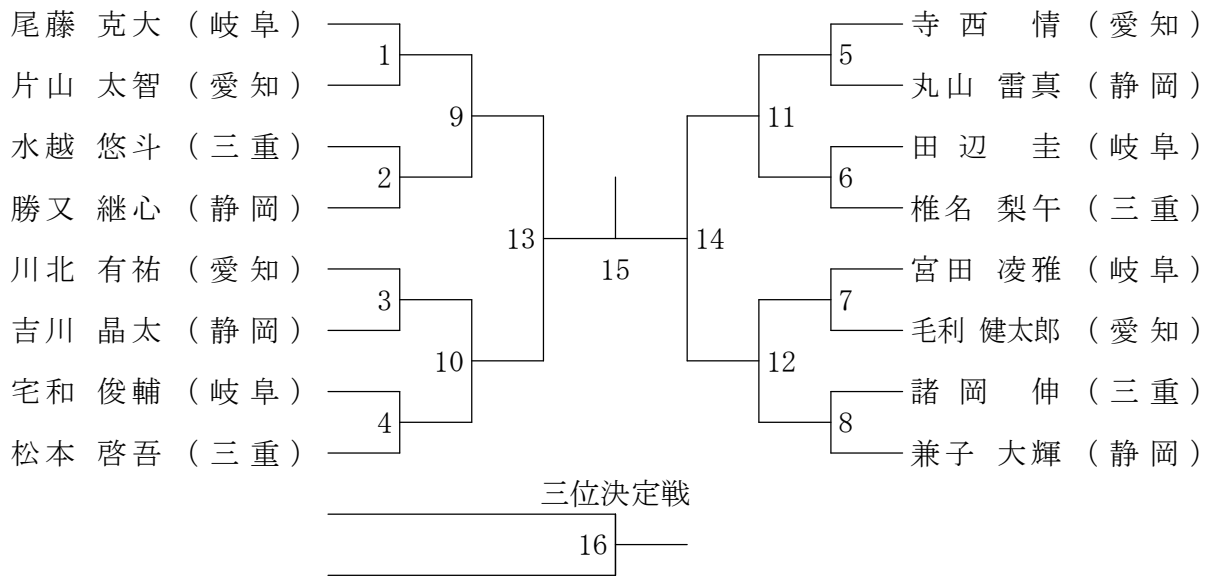 尾藤 克大 (岐阜)
1
片山 太智 (愛知)
9
水越 悠斗 (三重)
2
勝又 継心 (静岡)
13
川北 有祐 (愛知)
3
吉川 晶太 (静岡)
10
宅和 俊輔 (岐阜)
4
松本 啓吾 (三重)
15
寺西 情 (愛知)
5
丸山 雷真 (静岡)
11
田辺 圭 (岐阜)
6
椎名 梨午 (三重)
14
宮田 凌雅 (岐阜)
7
毛利 健太郎 (愛知)
12
諸岡 伸 (三重)
8
兼子 大輝 (静岡)
三位決定戦
16